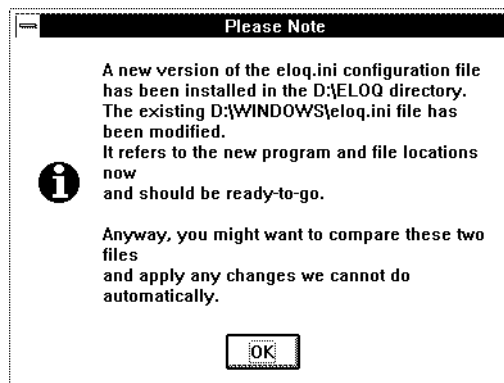 Please Note
A new version of the eloq.ini configuration file
has been installed in the D:\ELOQ directory.
The existing D:\WINDOWS\eloq.ini file has
been modified.
It refers to the new program and file locations
now
and should be ready-to-go.
Anyway, you might want to compare these two
files
and apply any changes we cannot do
automatically.
OK